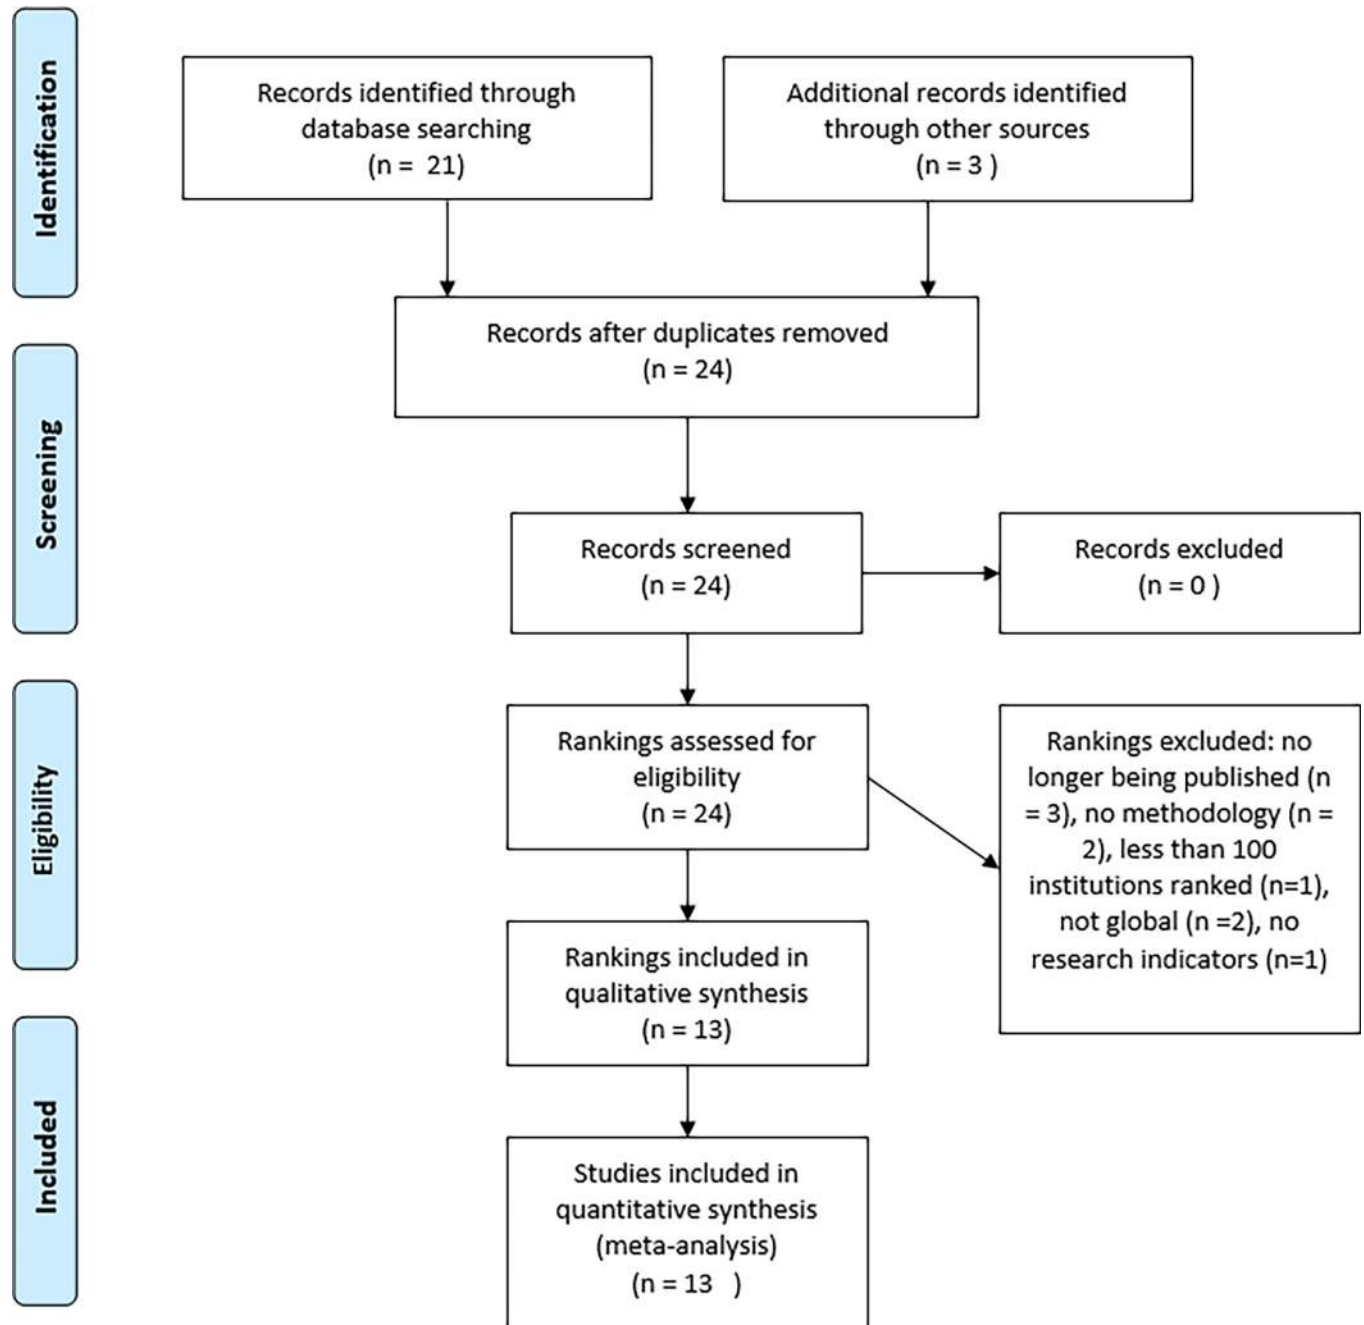 Identification
Records identified through
database searching
(n = 21)
Additional records identified
through other sources
(n = 3 )
Records after duplicates removed
(n = 24)
Screening
Records screened
(n = 24)
Records excluded
(n = 0 )
Eligibility
Rankings assessed for
eligibility
(n = 24)
Rankings excluded: no
longer being published (n
= 3), no methodology (n =
2), less than 100
institutions ranked (n=1),
not global (n =2), no
research indicators (n=1)
Rankings included in
qualitative synthesis
(n = 13)
Included
Studies included in
quantitative synthesis
(meta-analysis)
(n = 13 )